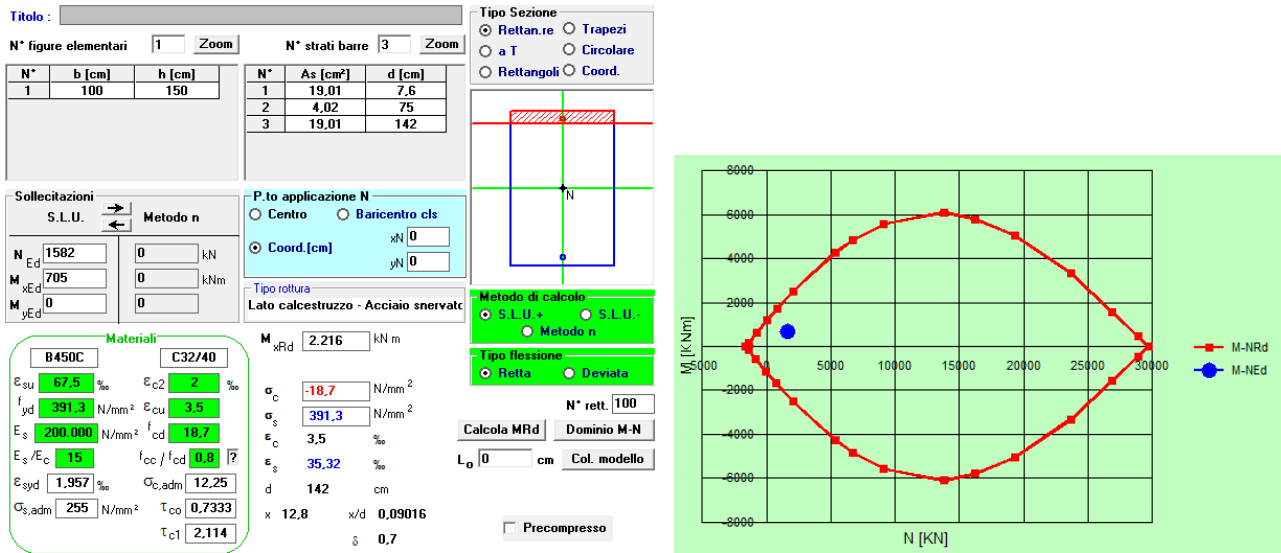 Titolo :
N° figure elementari 1 Zoom
N° strati barre 3 Zoom
N° b [cm] h [cm]
1 100 150
N° As [cm²] d [cm]
1 19,01 7,6
2 4,02 75
3 19,01 142
Tipo Sezione
Rettan.re Trapezi
a T Circolare
Rettangoli Coord.
N
Sollecitazioni
S.L.U. Metodo n
N Ed 1582 0 kN
M xEd 705 0 kNm
M yEd 0 0
P.to applicazione N
Centro Baricentro cls
Coord.[cm] xN 0
yN 0
Tipo rottura
Lato calcestruzzo - Acciaio snervato
Metodo di calcolo
S.L.U.+ S.L.U.-
Metodo n
Tipo flessione
Retta Deviata
N° rett. 100
Calcola MRd Dominio M-N
L₀ 0 cm Col. modello
Precompresso
Materiali
B450C C32/40
εsu 67,5 ‰ εc2 2 ‰
fyd 391,3 N/mm² εcu 3,5
Es 200.000 N/mm² fcd 18,7
Es /Ec 15 fcc / fcd 0,8 ?
εsyd 1,957 ‰ σc,adm 12,25
σs,adm 255 N/mm² τco 0,7333
τc1 2,114
M xRd 2.216 kN m
σc -18,7 N/mm²
σs 391,3 N/mm²
εc 3,5 ‰
εs 35,32 ‰
d 142 cm
x 12,8 x/d 0,09016
δ 0,7
8000
6000
4000
2000
0
-2000
-4000
-6000
-8000
-5000 0 5000 10000 15000 20000 25000 30000
M [KNm]
N [KN]
M-NRd
M-NEd